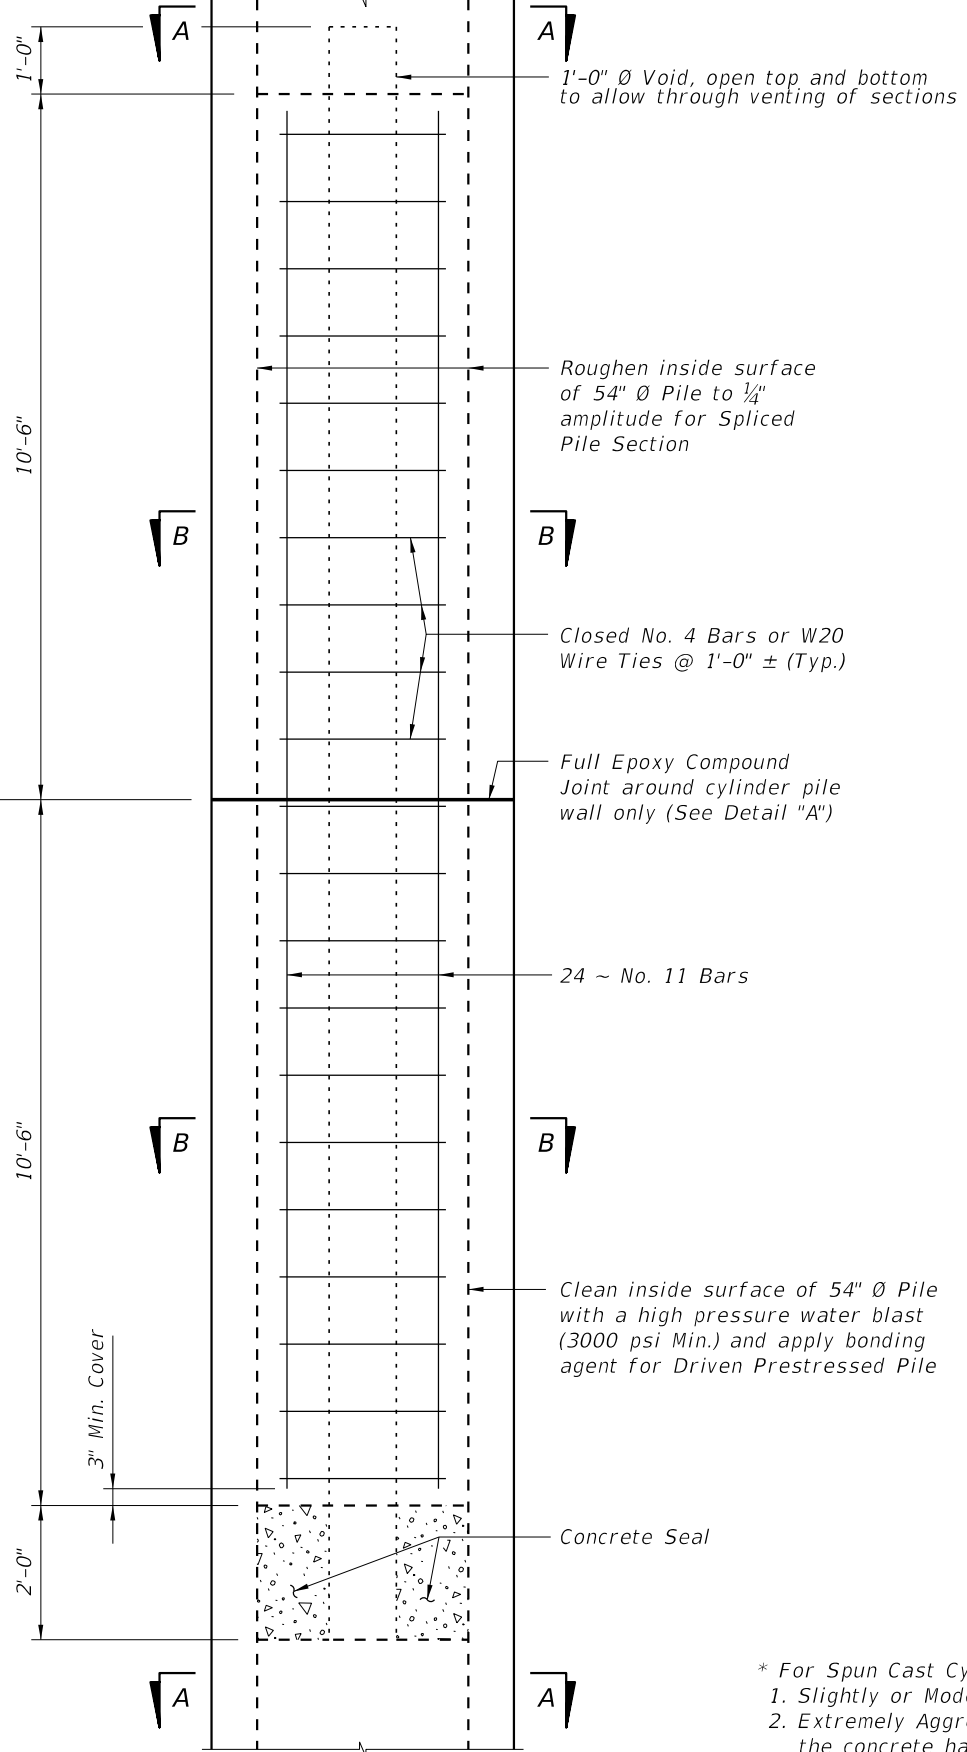 A
A
1'-0"
1'-0" Ø Void, open top and bottom
to allow through venting of sections
Roughen inside surface
of 54" Ø Pile to ¼"
amplitude for Spliced
Pile Section
10'-6"
B
B
Closed No. 4 Bars or W20
Wire Ties @ 1'-0" ± (Typ.)
Full Epoxy Compound
Joint around cylinder pile
wall only (See Detail "A")
24 ~ No. 11 Bars
10'-6"
B
B
Clean inside surface of 54" Ø Pile
with a high pressure water blast
(3000 psi Min.) and apply bonding
agent for Driven Prestressed Pile
3" Min. Cover
Concrete Seal
2'-0"
A
A
* For Spun Cast Cy
1. Slightly or Mod
2. Extremely Aggr
the concrete ha